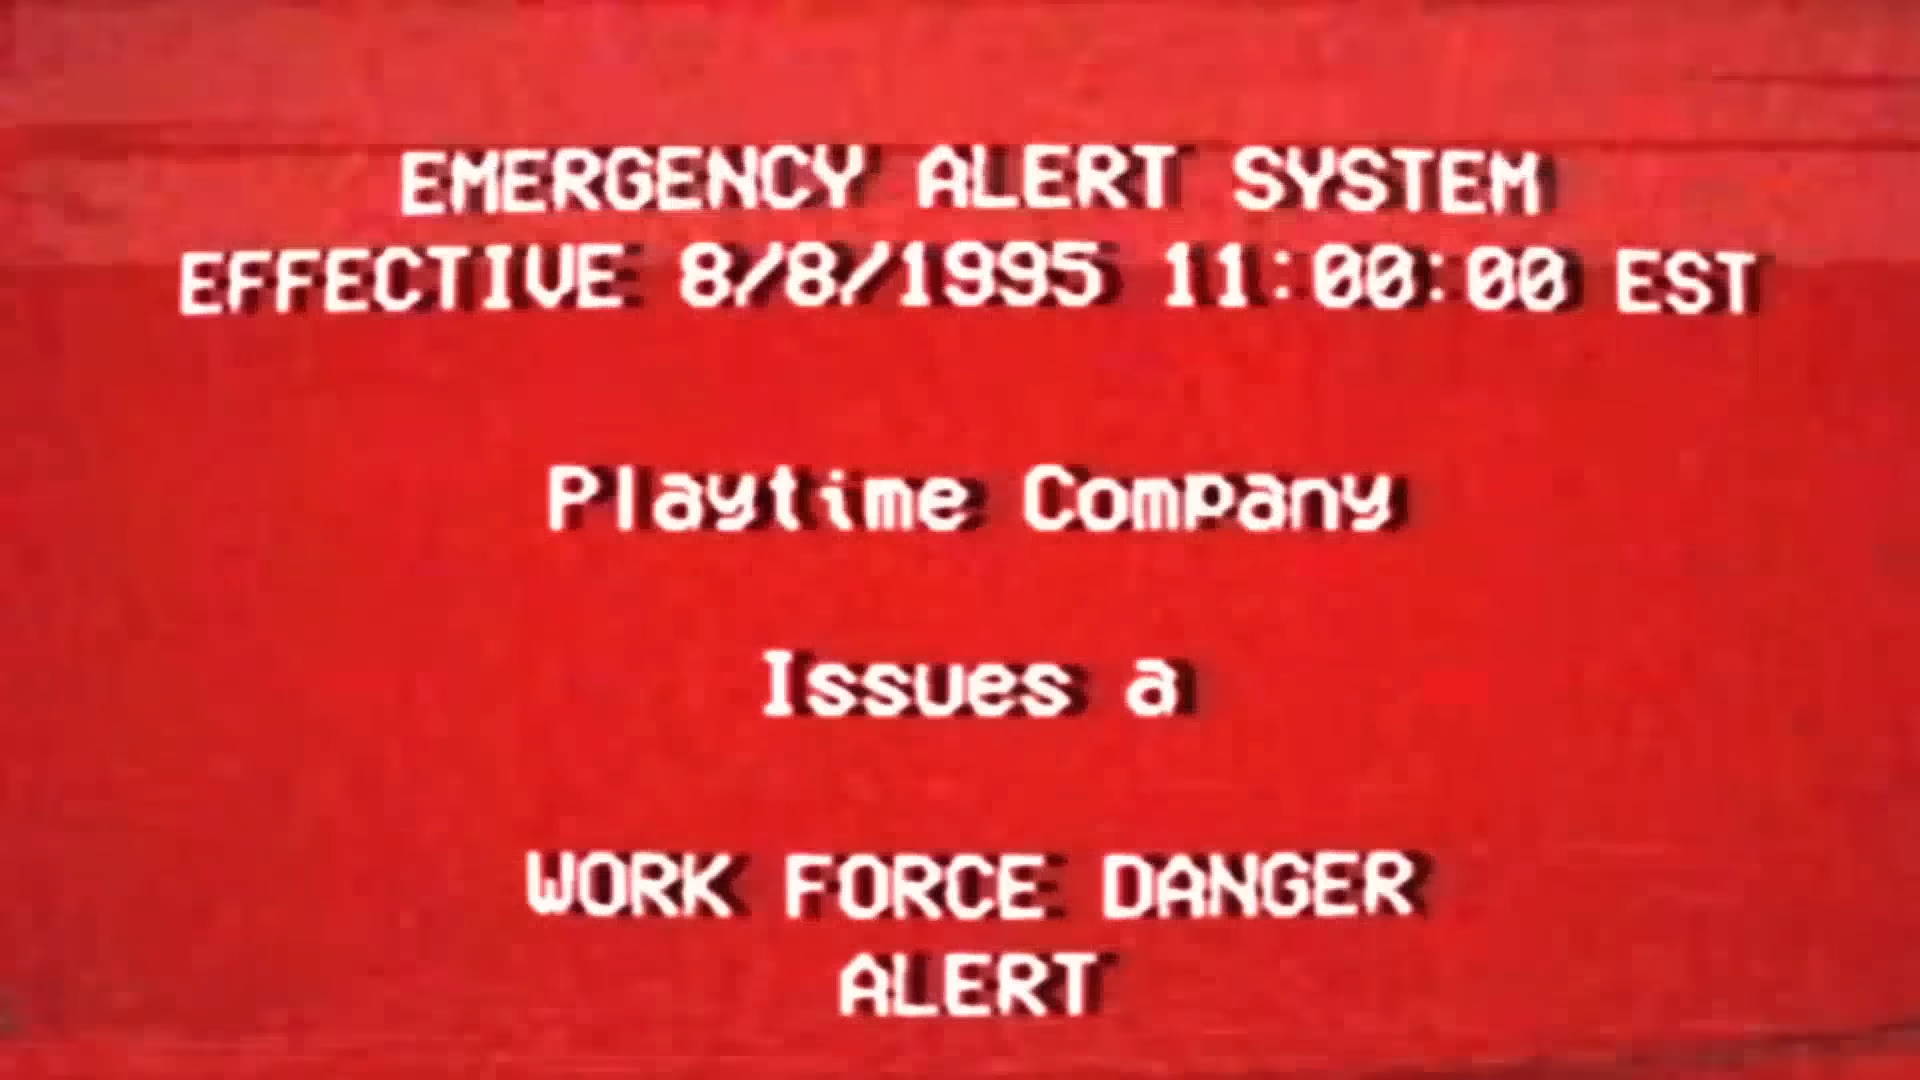 EMERGENCY ALERT SYSTEM
EFFECTIVE 8/8/1995 11:00:00 EST
Playtime Company
Issues a
WORK FORCE DANGER
ALERT